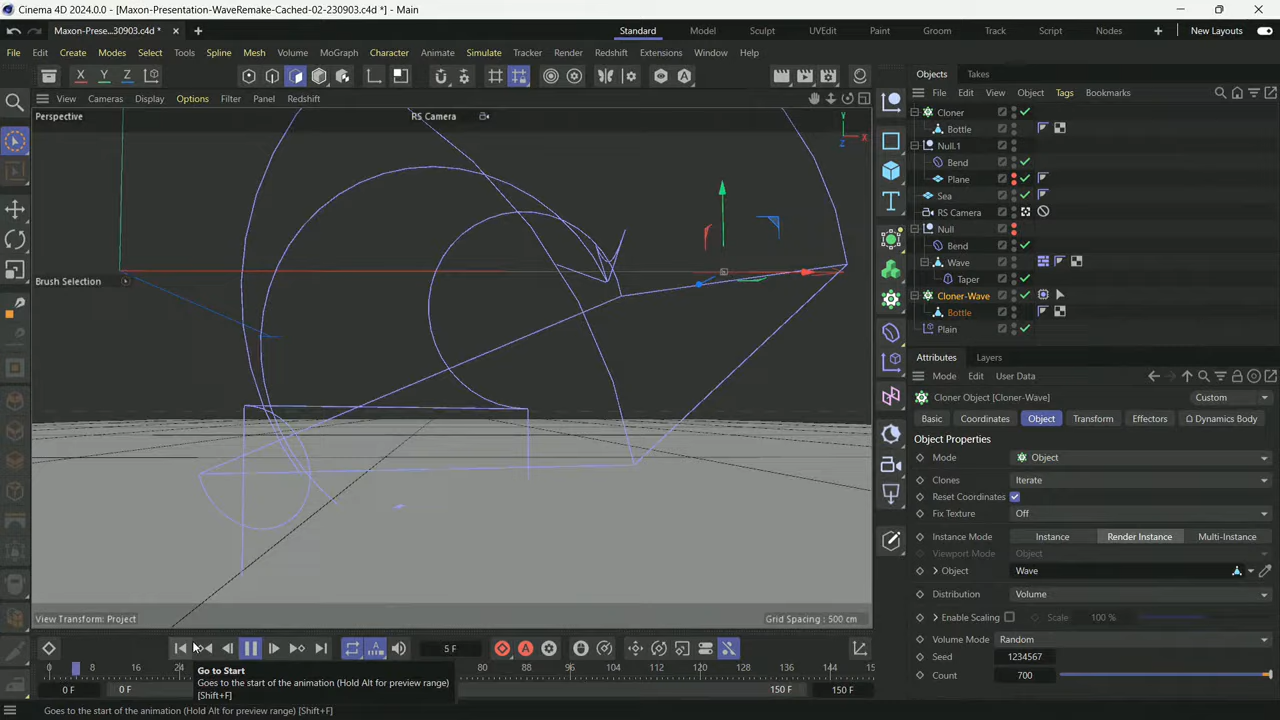 Cinema 4D 2024.0.0 - [Maxon-Presentation-WaveRemake-Cached-02-230903.c4d *] - Main
Maxon-Prese...30903.c4d * Standard Model Sculpt UVEdit Paint Groom Track Script Nodes New Layouts
File Edit Create Modes Select Tools Spline Mesh Volume MoGraph Character Animate Simulate Tracker Render Redshift Extensions Window Help
X Y Z
Objects Takes
View Cameras Display Options Filter Panel Redshift
File Edit View Object Tags Bookmarks
Perspective RS Camera
Y
X
Z
Cloner
Bottle
Null.1
Bend
Plane
Sea
RS Camera
Null
Bend
Wave
Taper
Cloner-Wave
Bottle
Plain
Brush Selection
Attributes Layers
Mode Edit User Data
Cloner Object [Cloner-Wave] Custom
Basic Coordinates Object Transform Effectors Dynamics Body
Object Properties
Mode Object
Clones Iterate
Reset Coordinates
Fix Texture Off
Instance Mode Instance Render Instance Multi-Instance
Viewport Mode Object
Object Wave
Distribution Volume
Enable Scaling Scale 100 %
Volume Mode Random
Seed 1234567
Count 700
View Transform: Project Grid Spacing : 500 cm
5 F
0 8 24 80 88 96 104 112 120 128 136 144 15
Go to Start
Goes to the start of the animation (Hold Alt for preview range)
[Shift+F]
0 F 0 F 150 F 150 F
Goes to the start of the animation (Hold Alt for preview range) [Shift+F]